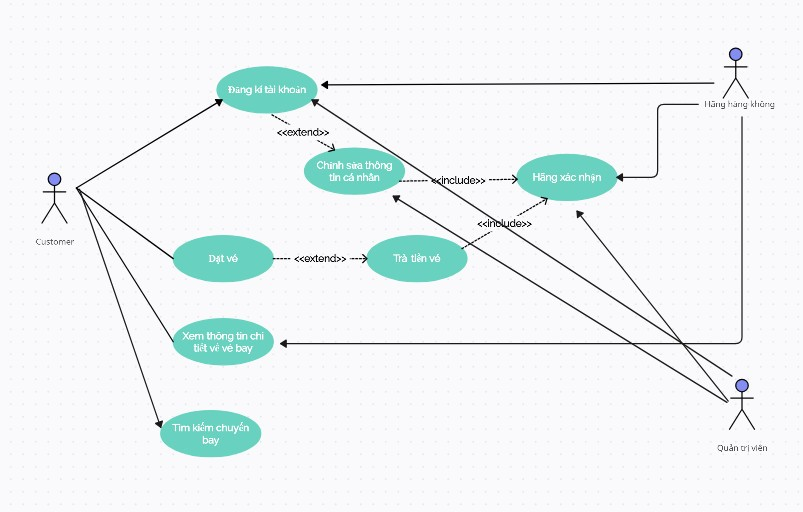 Đăng kí tài khoản
Hãng hàng không
<<extend>>
Chỉnh sửa thông
tin cá nhân
<<include>>
Hãng xác nhận
Customer
<<include>>
Đặt vé
<<extend>>
Trả tiền vé
Xem thông tin chi
tiết về vé bay
Tìm kiếm chuyến
bay
Quản trị viên